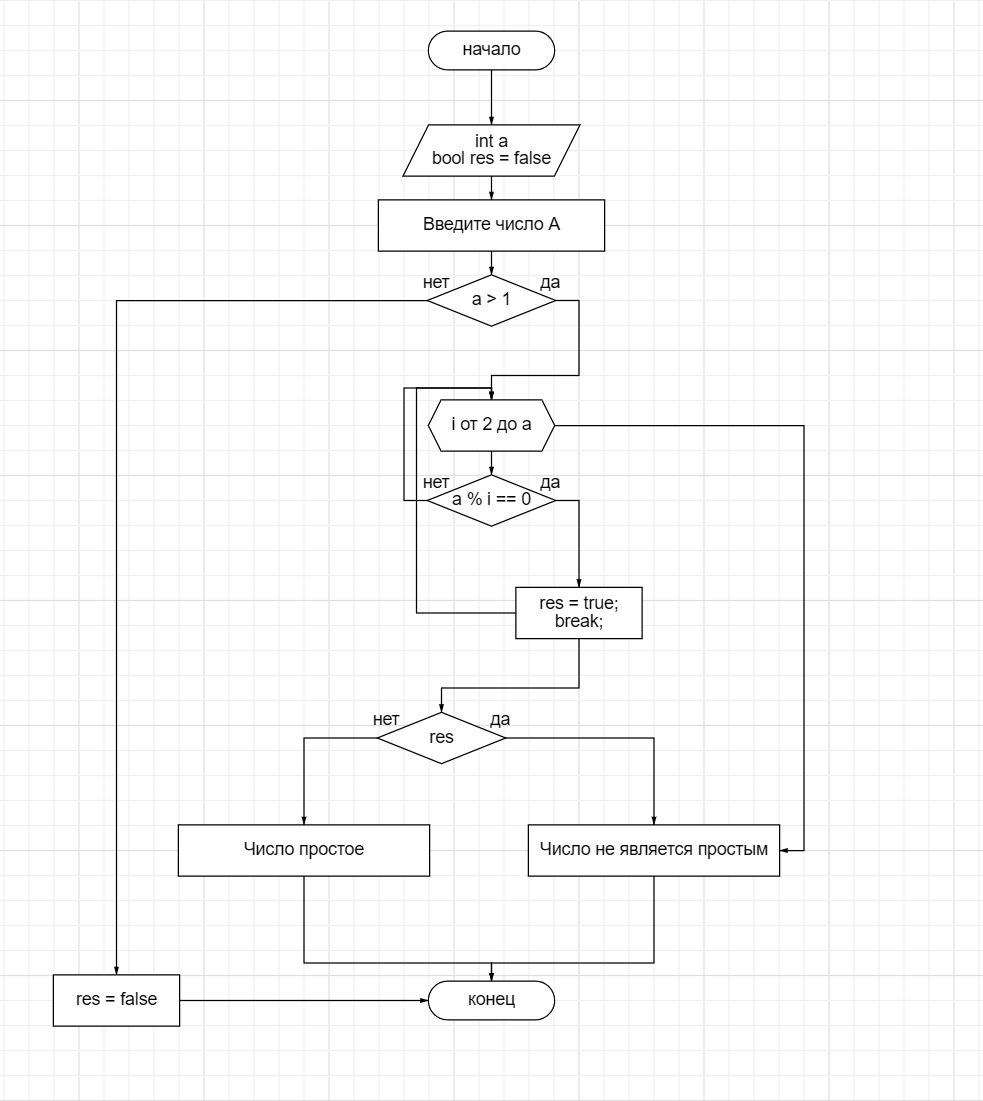 начало
int a
bool res = false
Введите число А
нет
да
a > 1
i от 2 до а
нет
да
a % i == 0
res = true;
break;
нет
да
res
Число простое
Число не является простым
res = false
конец